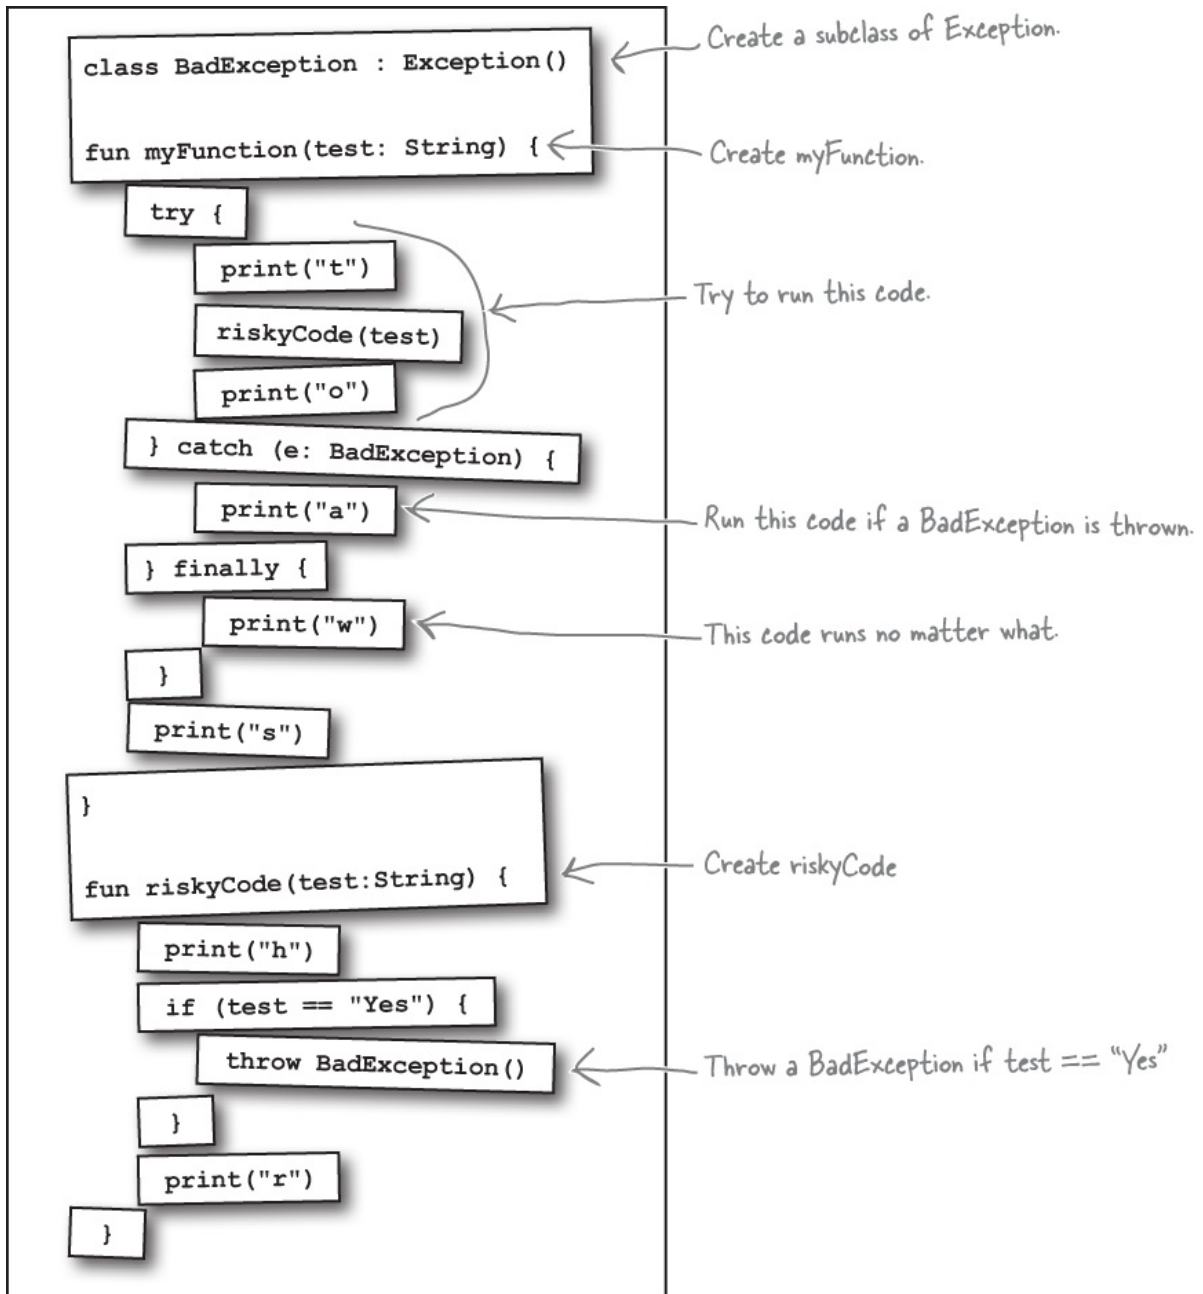 class BadException : Exception()
Create a subclass of Exception.
fun myFunction(test: String) {
Create myFunction.
try {
print("t")
Try to run this code.
riskyCode(test)
print("o")
} catch (e: BadException) {
print("a")
Run this code if a BadException is thrown.
} finally {
print("w")
This code runs no matter what.
}
print("s")
}
fun riskyCode(test:String) {
Create riskyCode
print("h")
if (test == "Yes") {
throw BadException()
Throw a BadException if test == “Yes”
}
print("r")
}